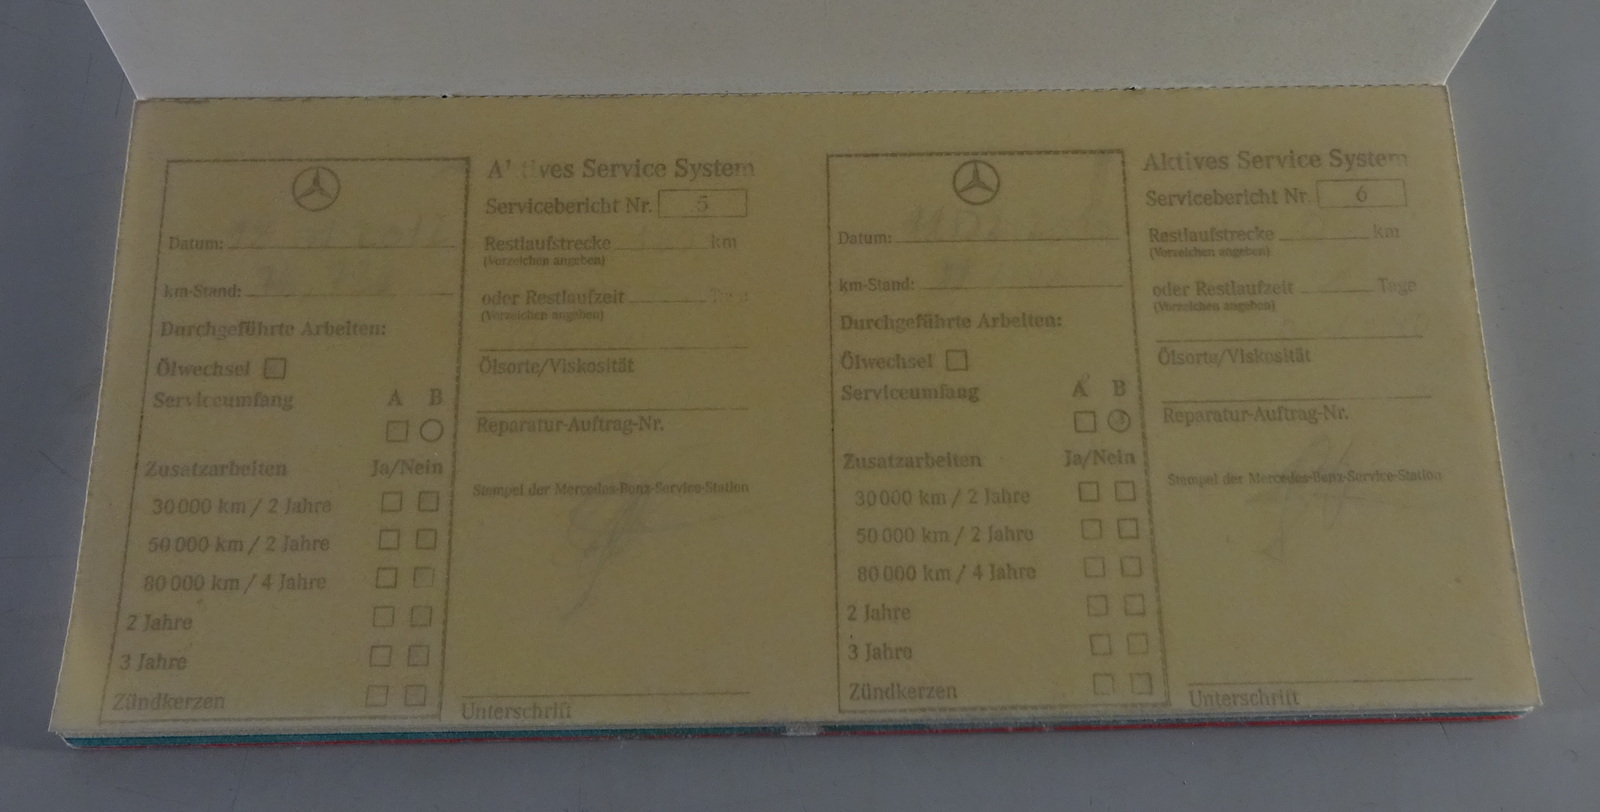 Aktives Service System
Servicebericht Nr. 5
Datum:
Restlaufstrecke km
(Vorzeichen angeben)
km-Stand:
oder Restlaufzeit Tage
(Vorzeichen angeben)
Durchgeführte Arbeiten:
Ölwechsel
Ölsorte/Viskosität
Serviceumfang A B
Reparatur-Auftrag-Nr.
Zusatzarbeiten Ja/Nein
Stempel der Mercedes-Benz-Service-Station
30 000 km / 2 Jahre
50 000 km / 2 Jahre
80 000 km / 4 Jahre
2 Jahre
3 Jahre
Zündkerzen
Unterschrift
Aktives Service System
Servicebericht Nr. 6
Datum:
Restlaufstrecke km
(Vorzeichen angeben)
km-Stand:
oder Restlaufzeit Tage
(Vorzeichen angeben)
Durchgeführte Arbeiten:
Ölwechsel
Ölsorte/Viskosität
Serviceumfang A B
Reparatur-Auftrag-Nr.
Zusatzarbeiten Ja/Nein
Stempel der Mercedes-Benz-Service-Station
30 000 km / 2 Jahre
50 000 km / 2 Jahre
80 000 km / 4 Jahre
2 Jahre
3 Jahre
Zündkerzen
Unterschrift